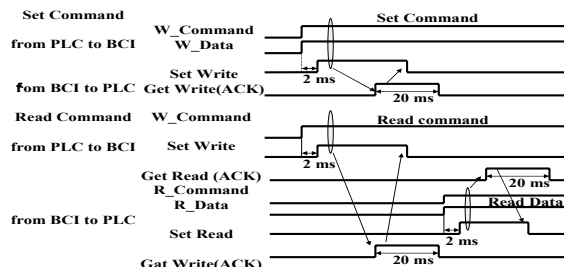 Set Command
Set Command
W_Command
from PLC to BCI
W_Data
Set Write
2 ms
from BCI to PLC
Get Write(ACK)
20 ms
Read Command
W_Command
Read command
from PLC to BCI
Set Write
2 ms
Get Read (ACK)
20 ms
R_Command
R_Data
Read Data
from BCI to PLC
Set Read
2 ms
Gat Write(ACK)
20 ms